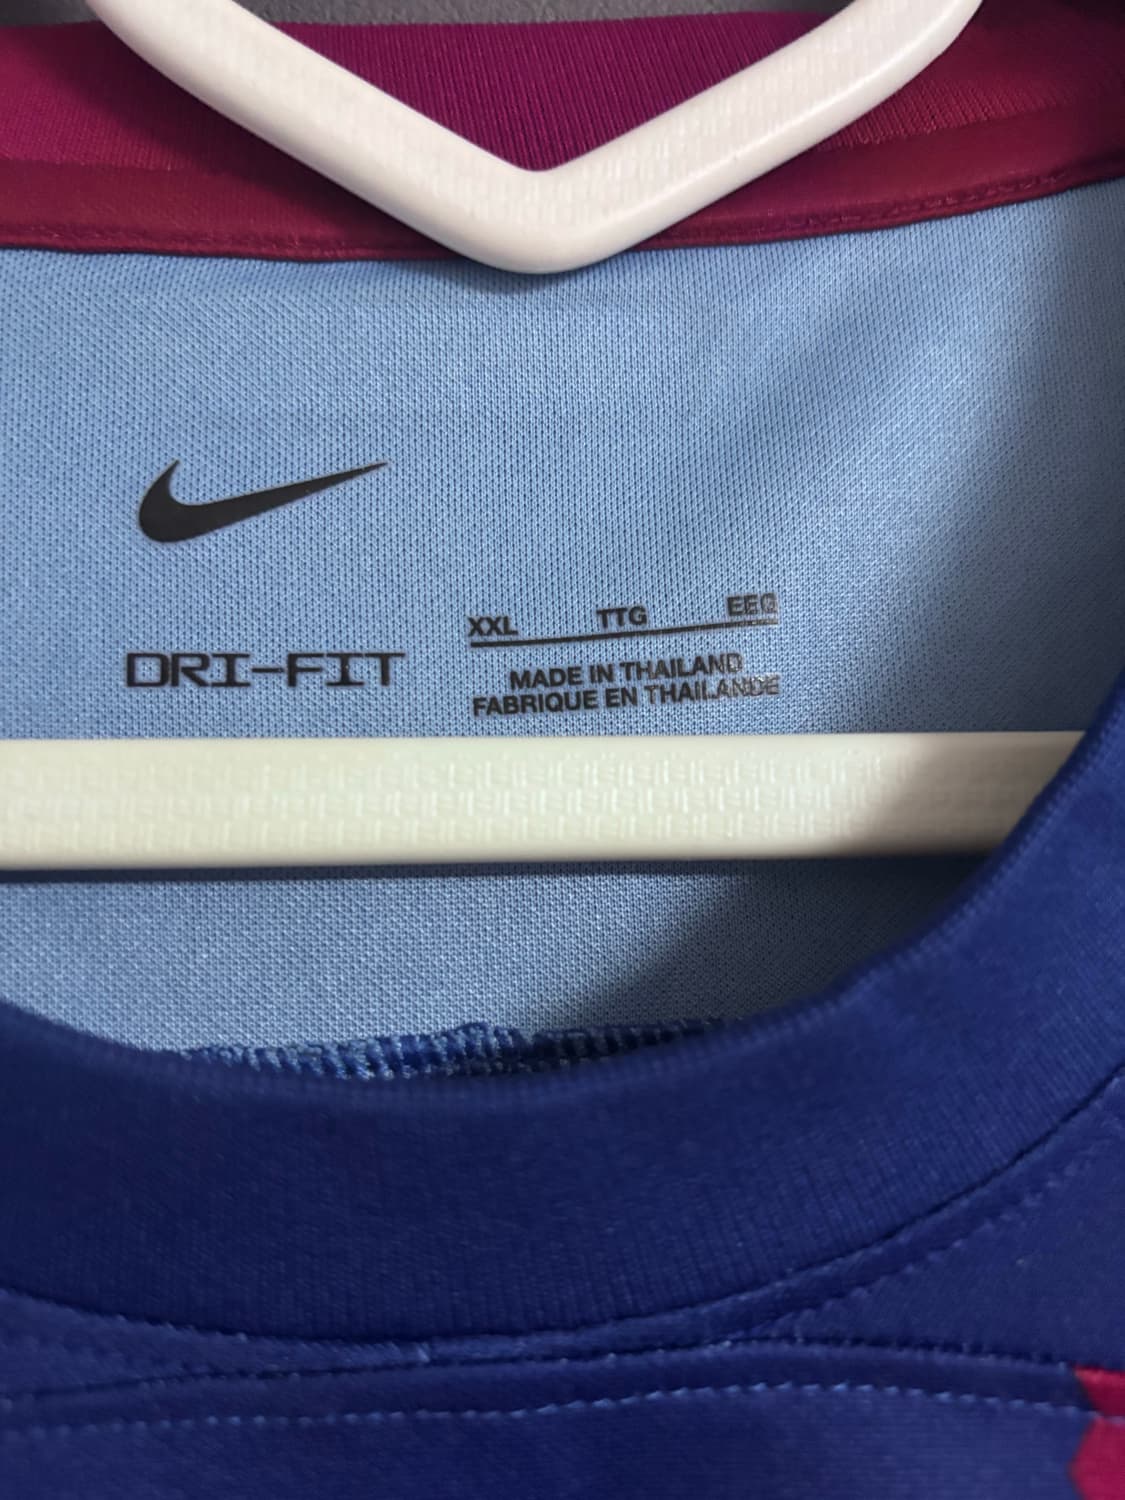 DRI-FIT
XXL TTG EEG
MADE IN THAILAND
FABRIQUE EN THAILANDE